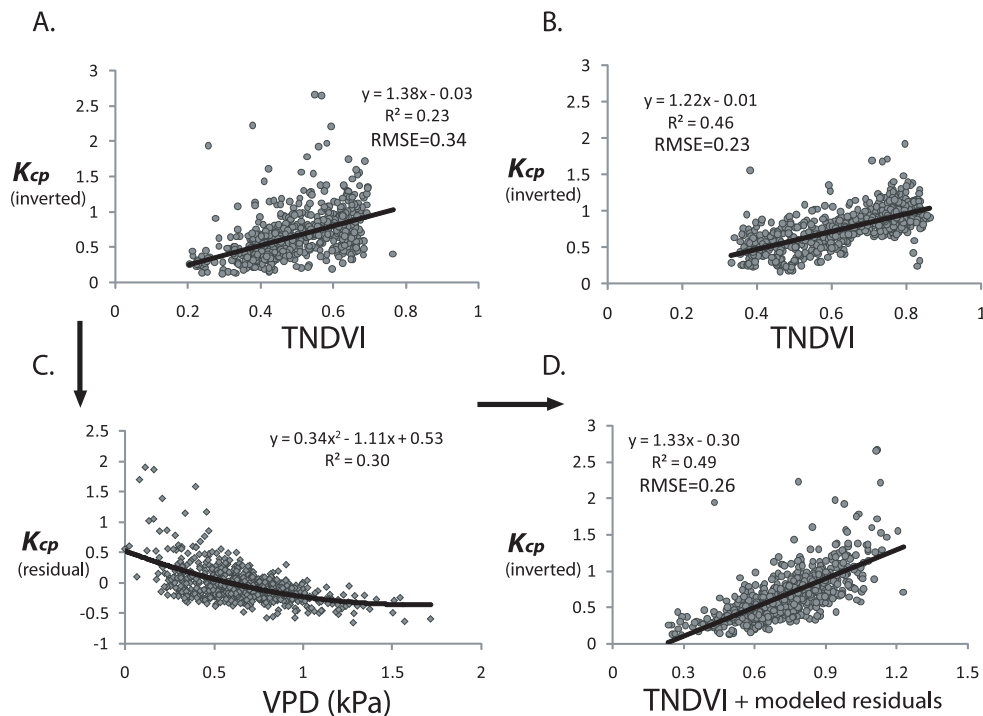 A.
3
2.5
2
1.5
1
0.5
0
Kcp
(inverted)
y = 1.38x - 0.03
R² = 0.23
RMSE=0.34
0 0.2 0.4 0.6 0.8 1
TNDVI
B.
3
2.5
2
1.5
1
0.5
0
Kcp
(inverted)
y = 1.22x - 0.01
R² = 0.46
RMSE=0.23
0 0.2 0.4 0.6 0.8 1
TNDVI
C.
2.5
2
1.5
1
0.5
0
-0.5
-1
Kcp
(residual)
y = 0.34x² - 1.11x + 0.53
R² = 0.30
0 0.5 1 1.5 2
VPD (kPa)
D.
3
2.5
2
1.5
1
0.5
0
Kcp
(inverted)
y = 1.33x - 0.30
R² = 0.49
RMSE=0.26
0.3 0.6 0.9 1.2 1.5
TNDVI + modeled residuals